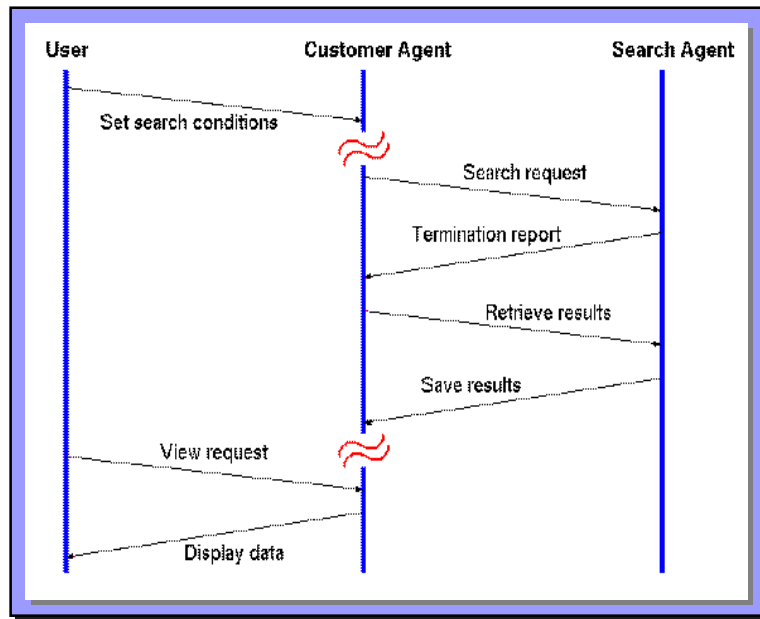 User
Customer Agent
Search Agent
Set search conditions
Search request
Termination report
Retrieve results
Save results
View request
Display data